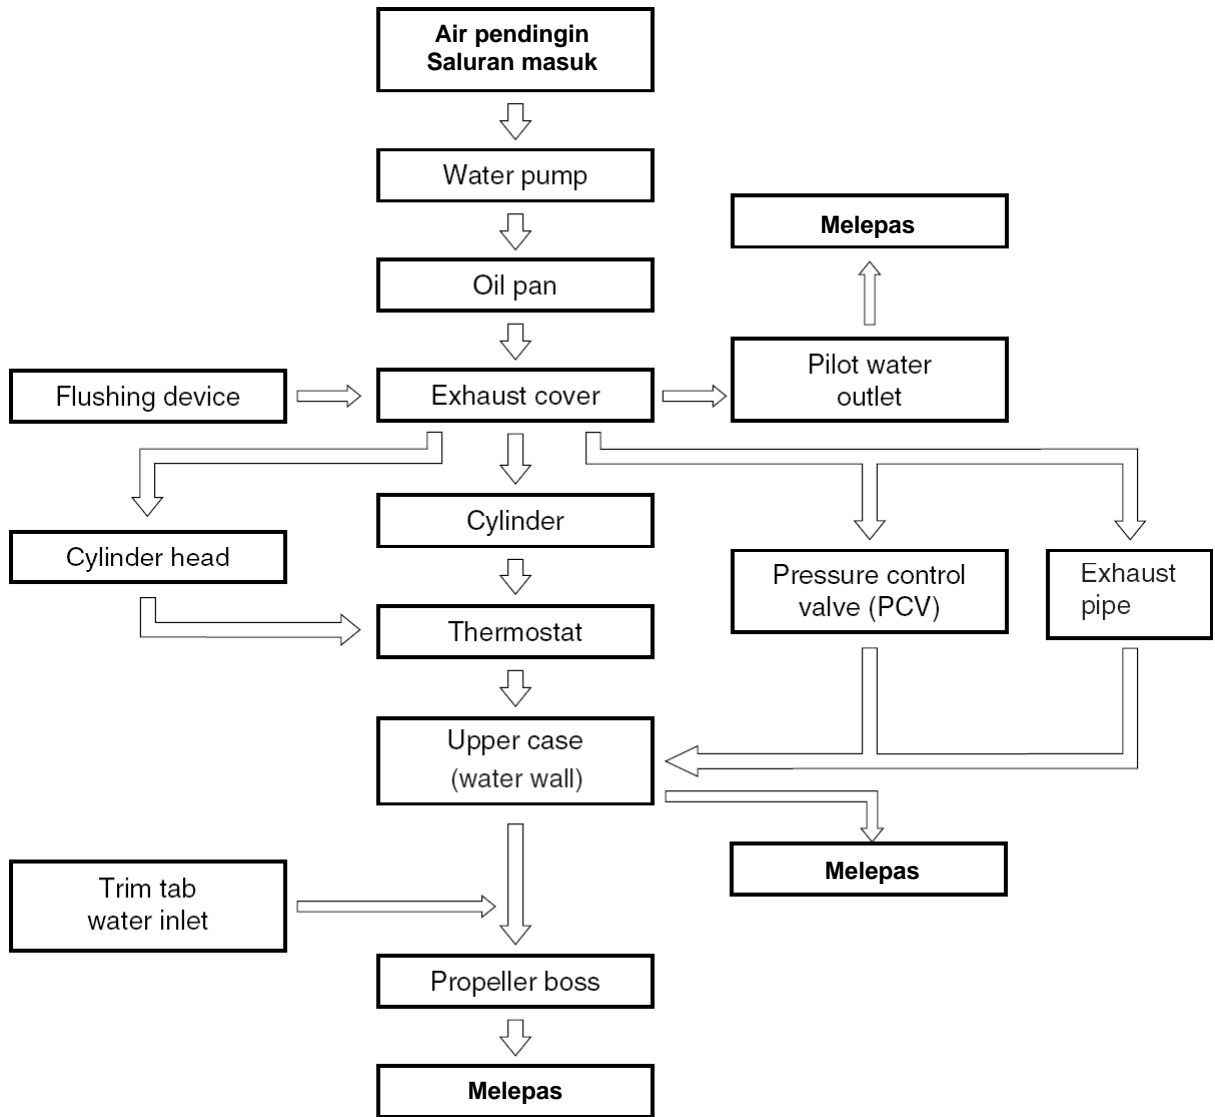 Air pendingin
Saluran masuk
Water pump
Melepas
Oil pan
Pilot water
outlet
Flushing device
Exhaust cover
Cylinder
Cylinder head
Pressure control
valve (PCV)
Exhaust
pipe
Thermostat
Upper case
(water wall)
Melepas
Trim tab
water inlet
Propeller boss
Melepas